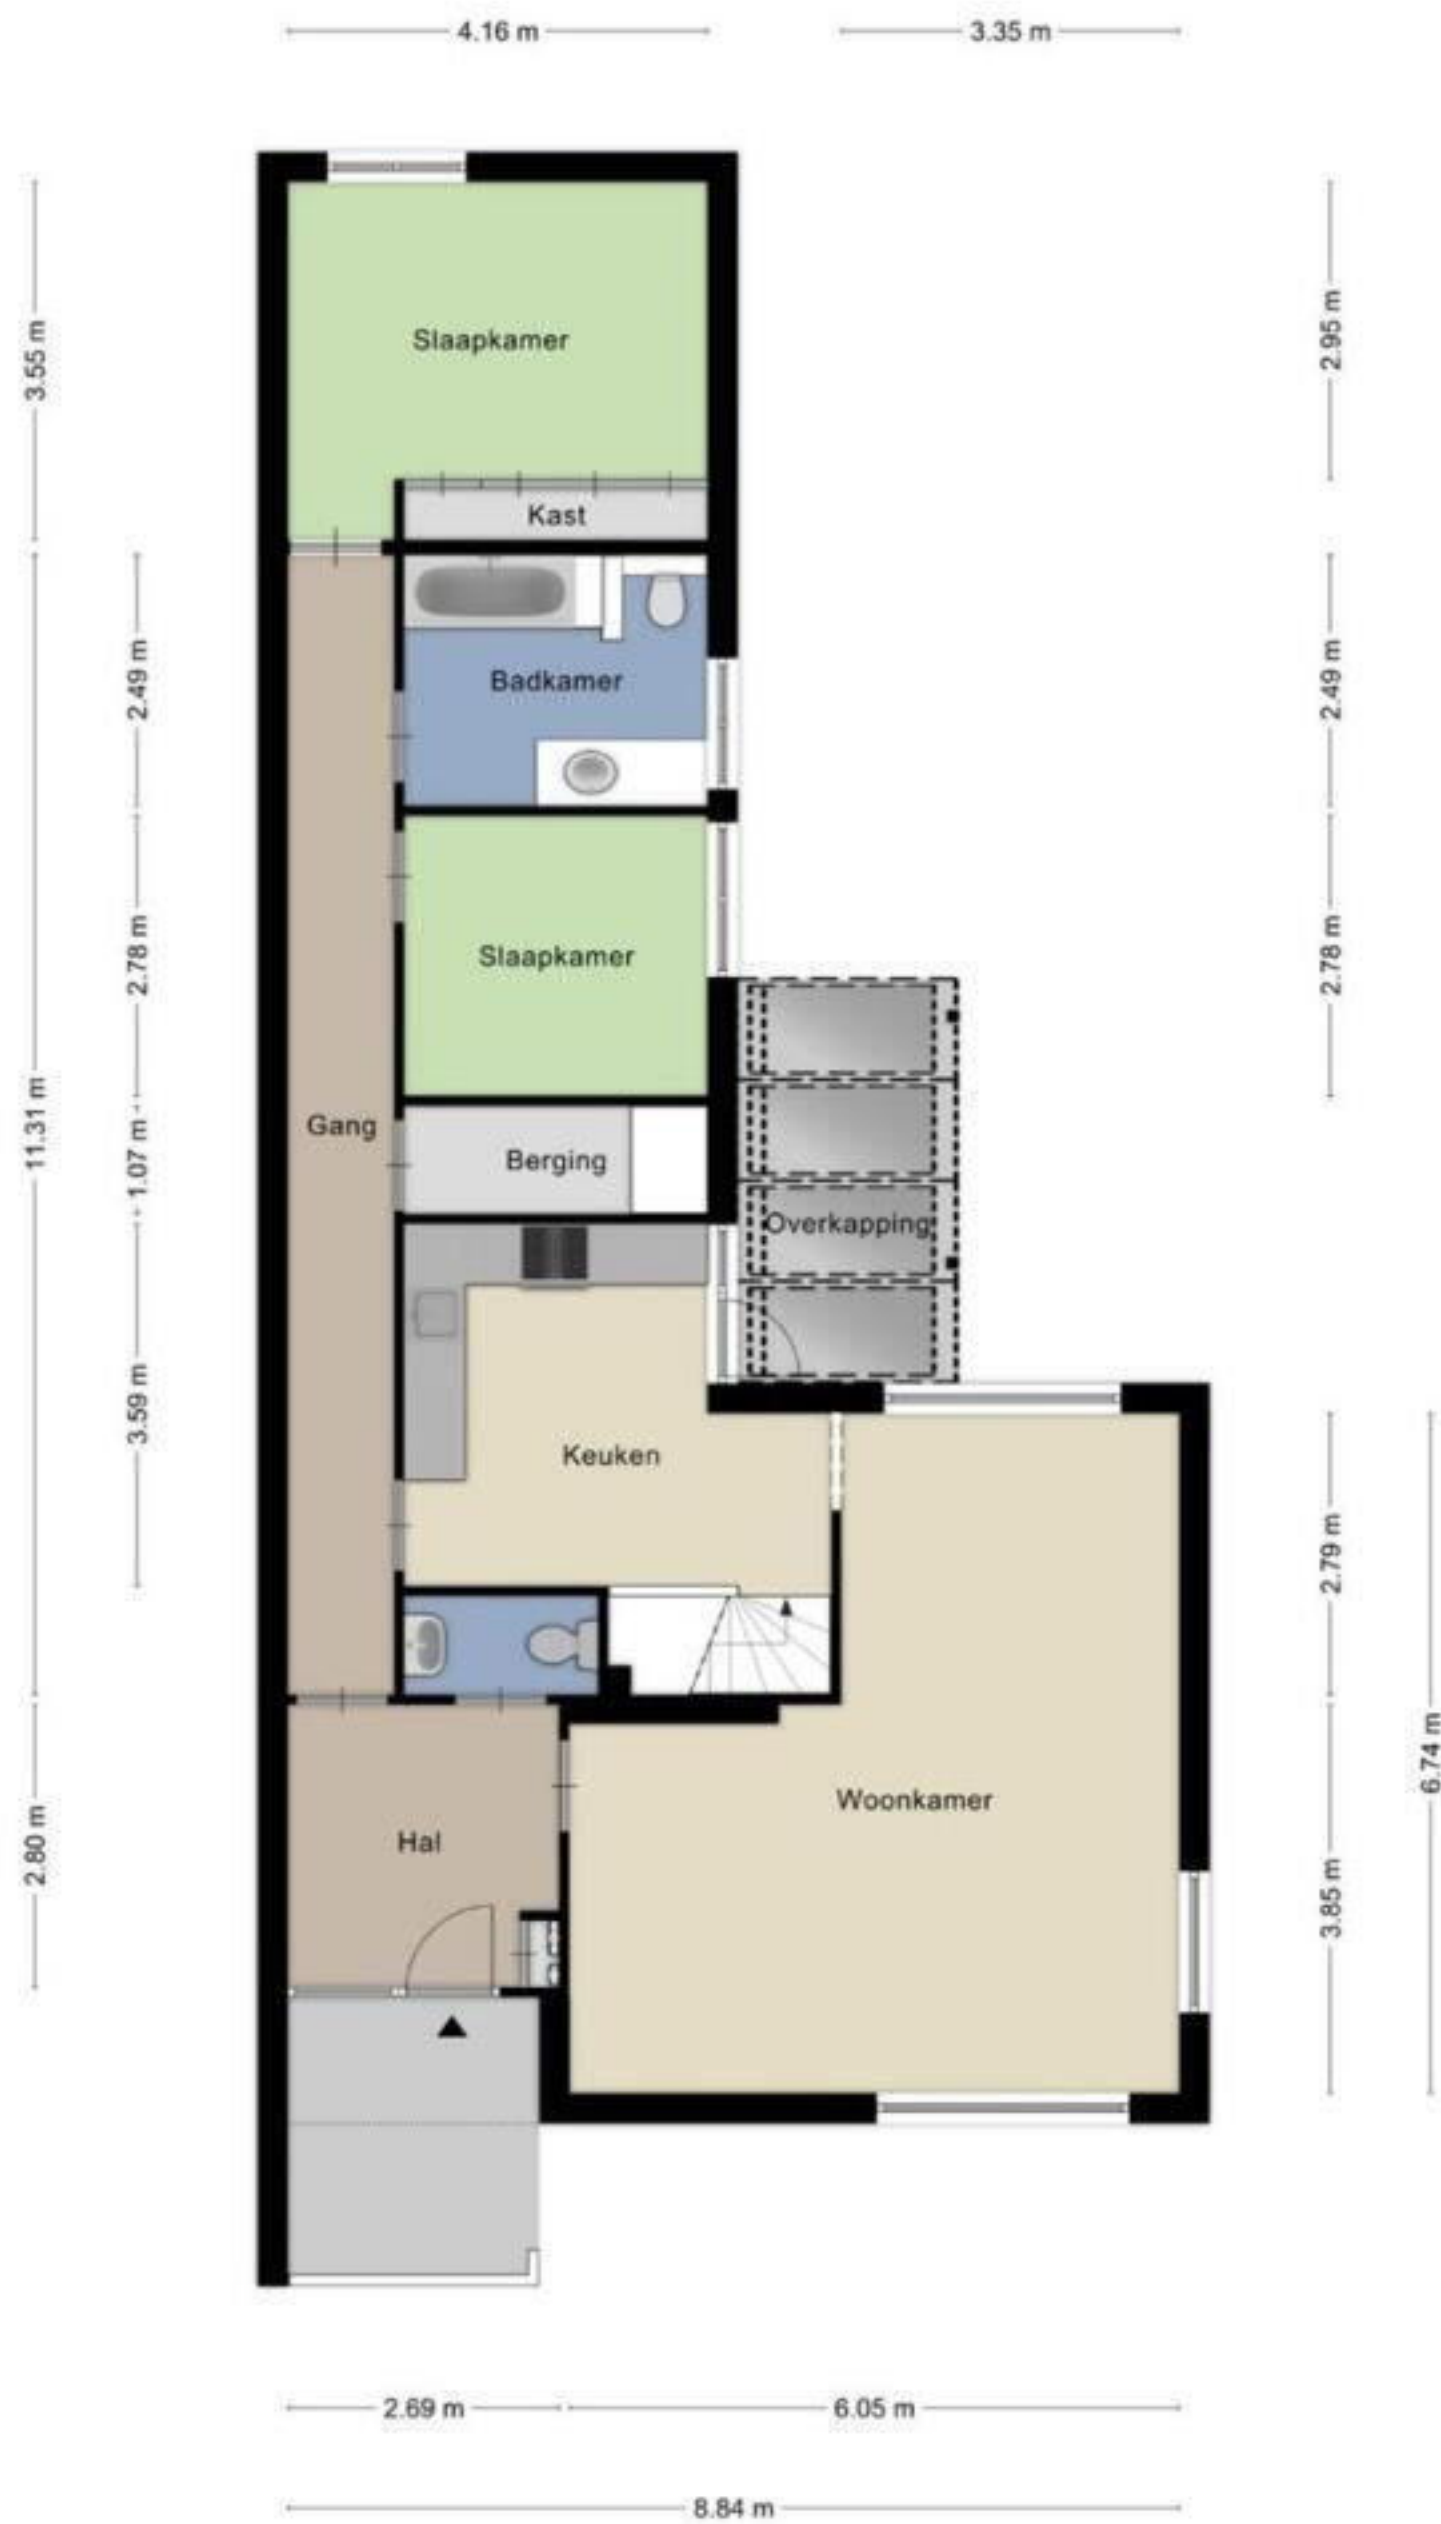 4.16 m
3.35 m
3.55 m
Slaapkamer
2.95 m
Kast
2.49 m
Badkamer
2.49 m
11.31 m
2.78 m
Slaapkamer
2.78 m
Gang
1.07 m
Berging
Overkapping
3.59 m
Keuken
2.79 m
6.74 m
Woonkamer
2.80 m
Hal
3.85 m
2.69 m
6.05 m
8.84 m